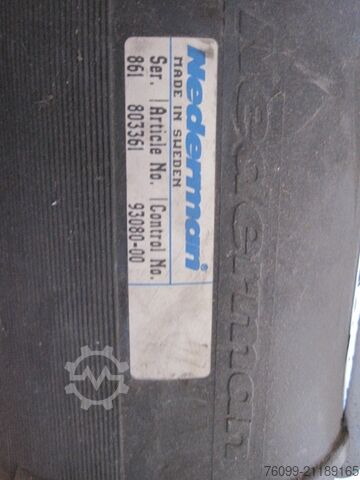 Nederman®
MADE IN SWEDEN
Ser. |Article No. |Control No.
861 803361 93080-00
Nederman
76099-21189165